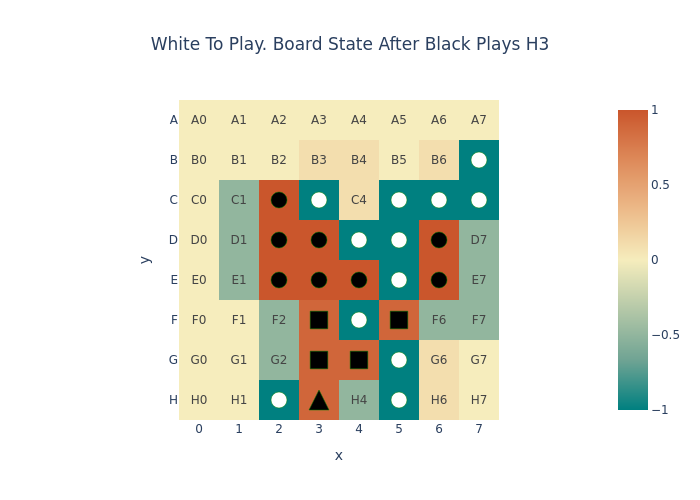 White To Play. Board State After Black Plays H3
A A0 A1 A2 A3 A4 A5 A6 A7
B B0 B1 B2 B3 B4 B5 B6
C C0 C1 C4
D D0 D1 D7
E E0 E1 E7
F F0 F1 F2 F6 F7
G G0 G1 G2 G6 G7
H H0 H1 H4 H6 H7
0 1 2 3 4 5 6 7
x
y
1
0.5
0
−0.5
−1